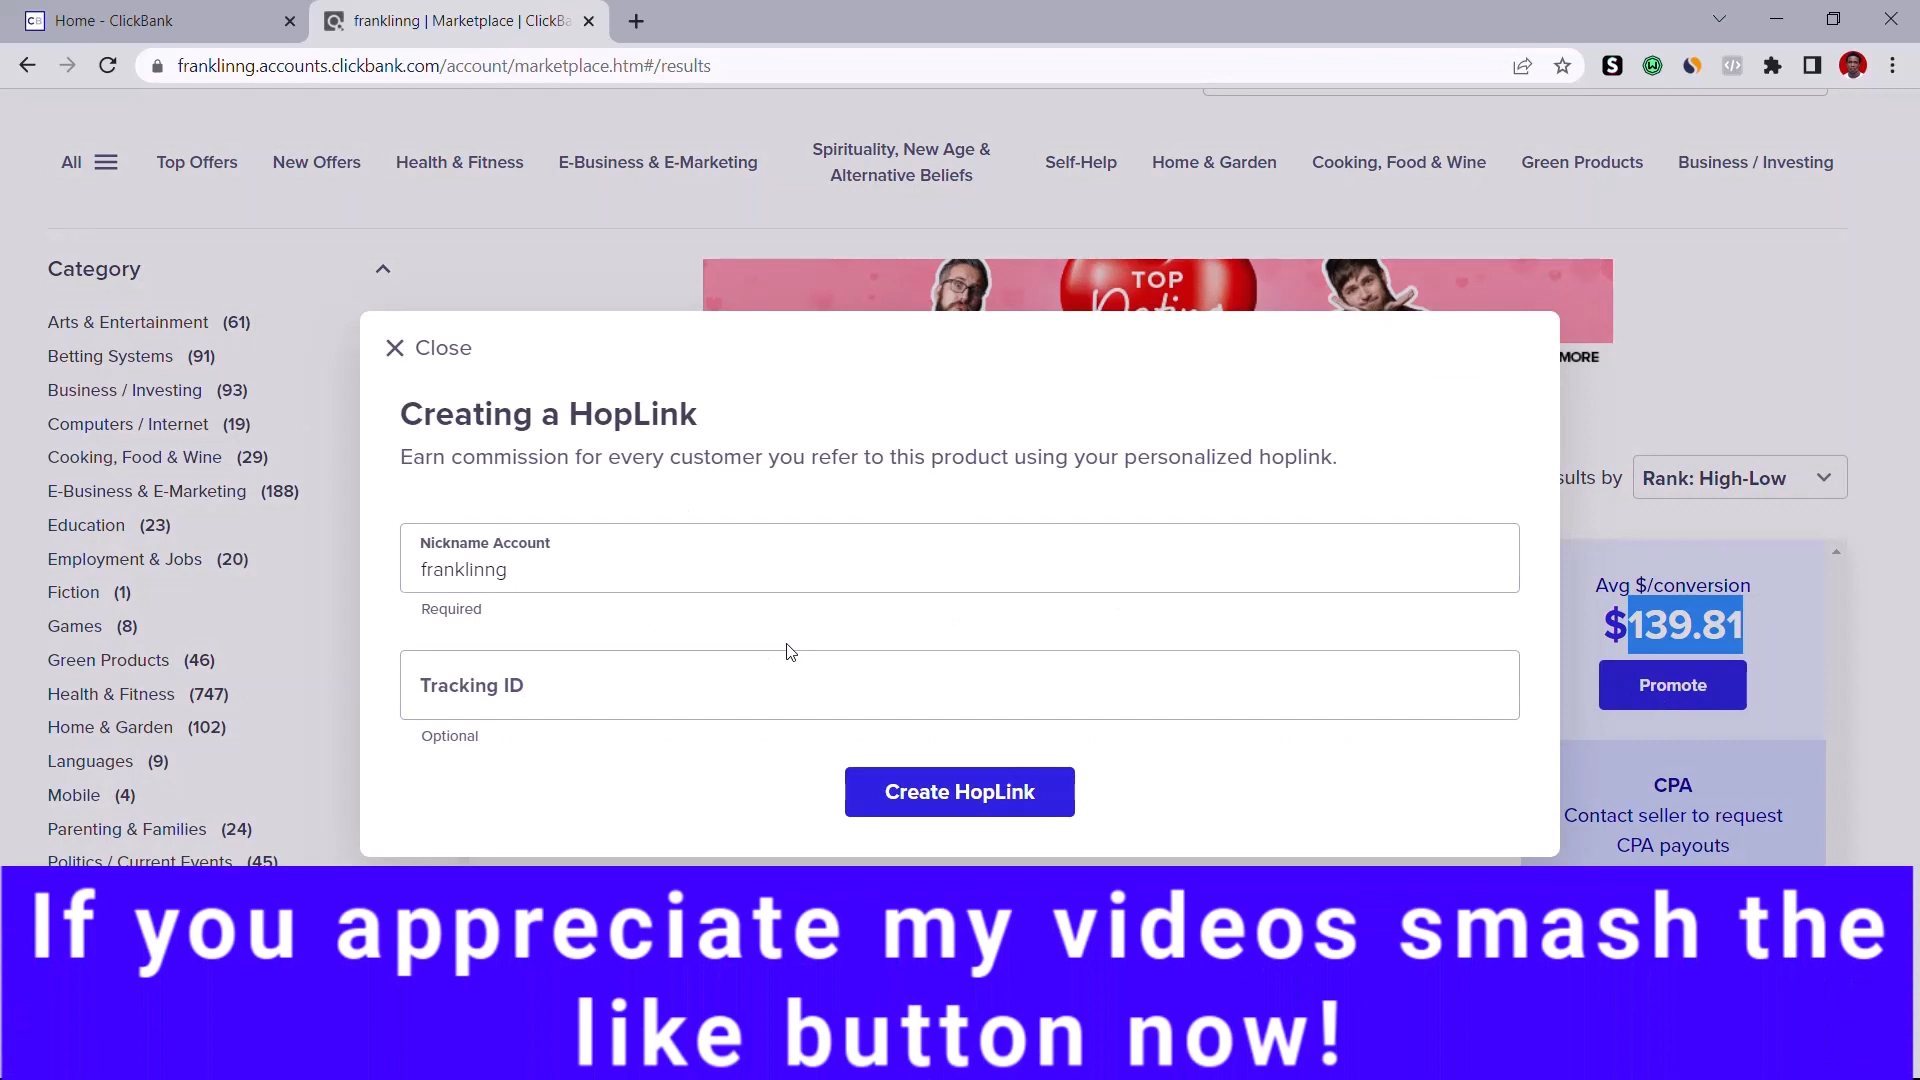 Home - ClickBank
franklinng | Marketplace | ClickBa
franklinng.accounts.clickbank.com/account/marketplace.htm#/results
All
Top Offers
New Offers
Health & Fitness
E-Business & E-Marketing
Spirituality, New Age &
Alternative Beliefs
Self-Help
Home & Garden
Cooking, Food & Wine
Green Products
Business / Investing
Category
Arts & Entertainment (61)
Betting Systems (91)
Business / Investing (93)
Computers / Internet (19)
Cooking, Food & Wine (29)
E-Business & E-Marketing (188)
Education (23)
Employment & Jobs (20)
Fiction (1)
Games (8)
Green Products (46)
Health & Fitness (747)
Home & Garden (102)
Languages (9)
Mobile (4)
Parenting & Families (24)
Politics / Current Events (45)
TOP
Dating
MORE
Close
Creating a HopLink
Earn commission for every customer you refer to this product using your personalized hoplink.
Nickname Account
franklinng
Required
Tracking ID
Optional
Create HopLink
sults by
Rank: High-Low
Avg $/conversion
$139.81
Promote
CPA
Contact seller to request
CPA payouts
If you appreciate my videos smash the
like button now!